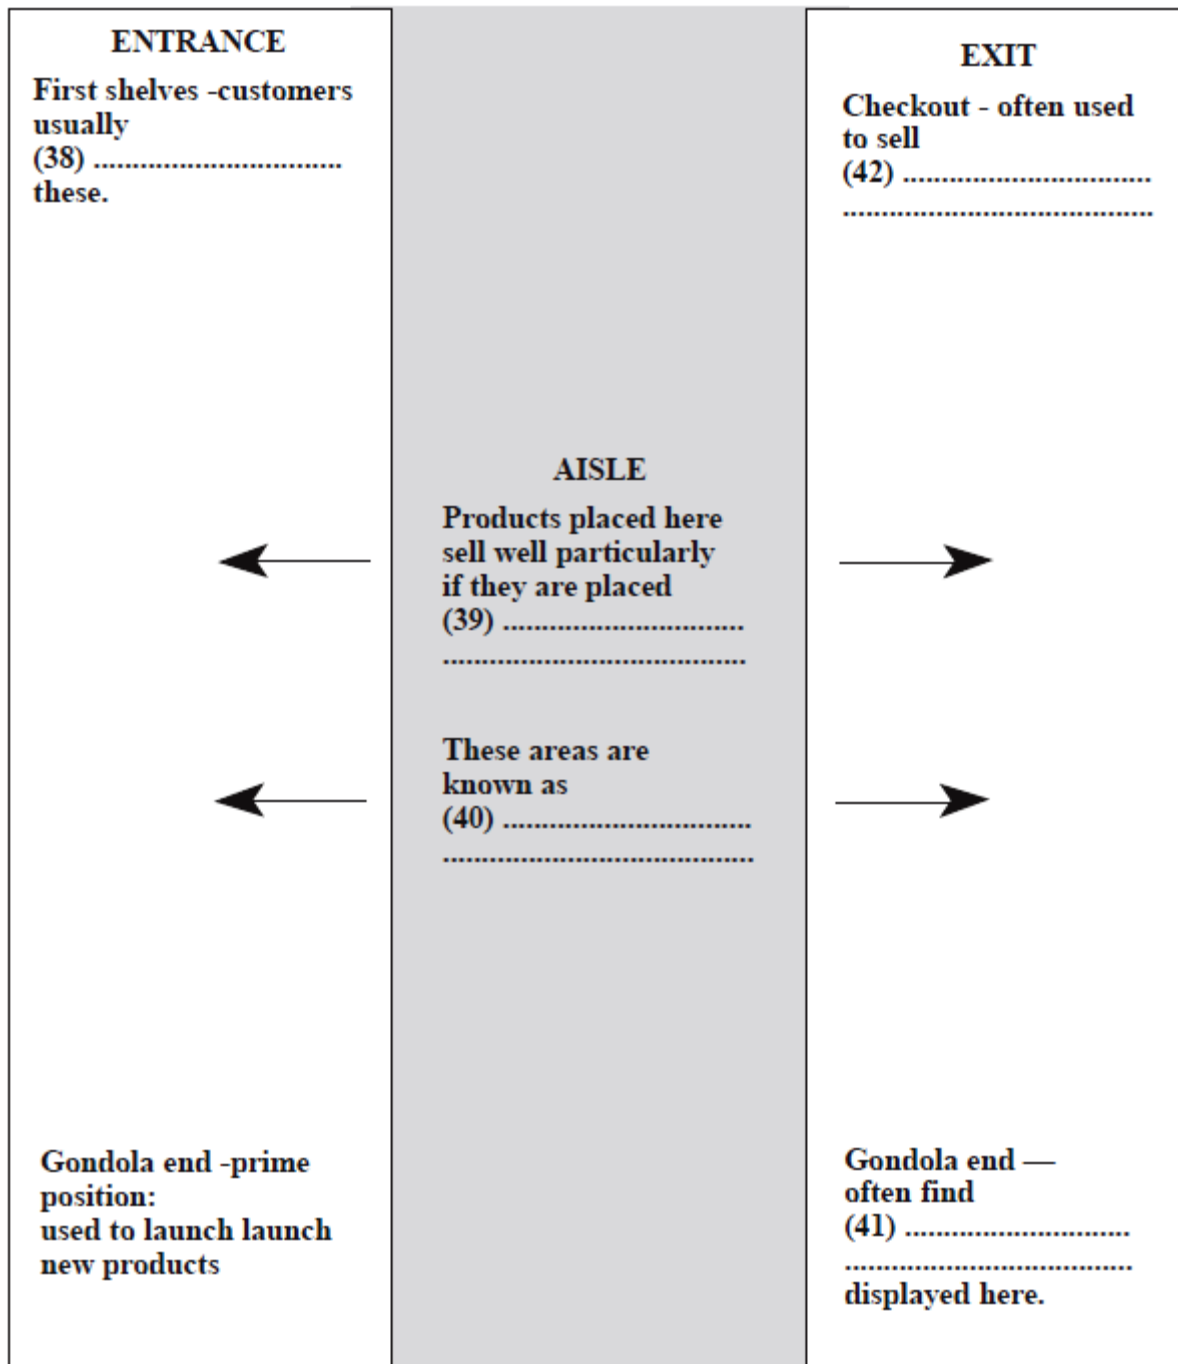 ENTRANCE
First shelves -customers
usually
(38) ................................
these.
Gondola end -prime
position:
used to launch launch
new products
AISLE
Products placed here
sell well particularly
if they are placed
(39) ...............................
.......................................
These areas are
known as
(40) ................................
........................................
EXIT
Checkout - often used
to sell
(42) ................................
........................................
Gondola end —
often find
(41) .............................
.....................................
displayed here.